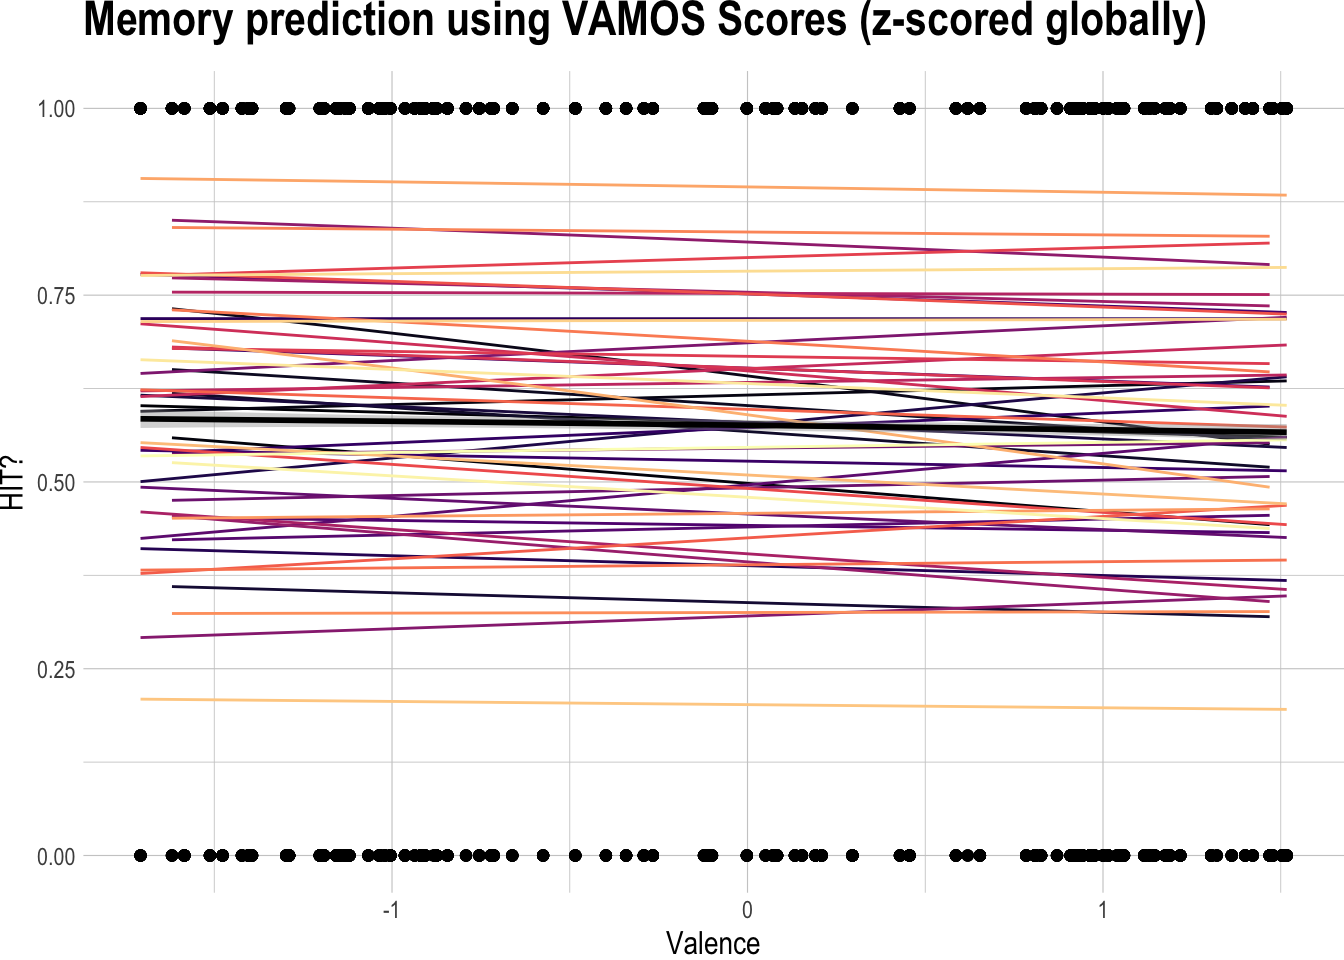 Memory prediction using VAMOS Scores (z-scored globally)
1.00
0.75
0.50
0.25
0.00
HIT?
-1
0
1
Valence